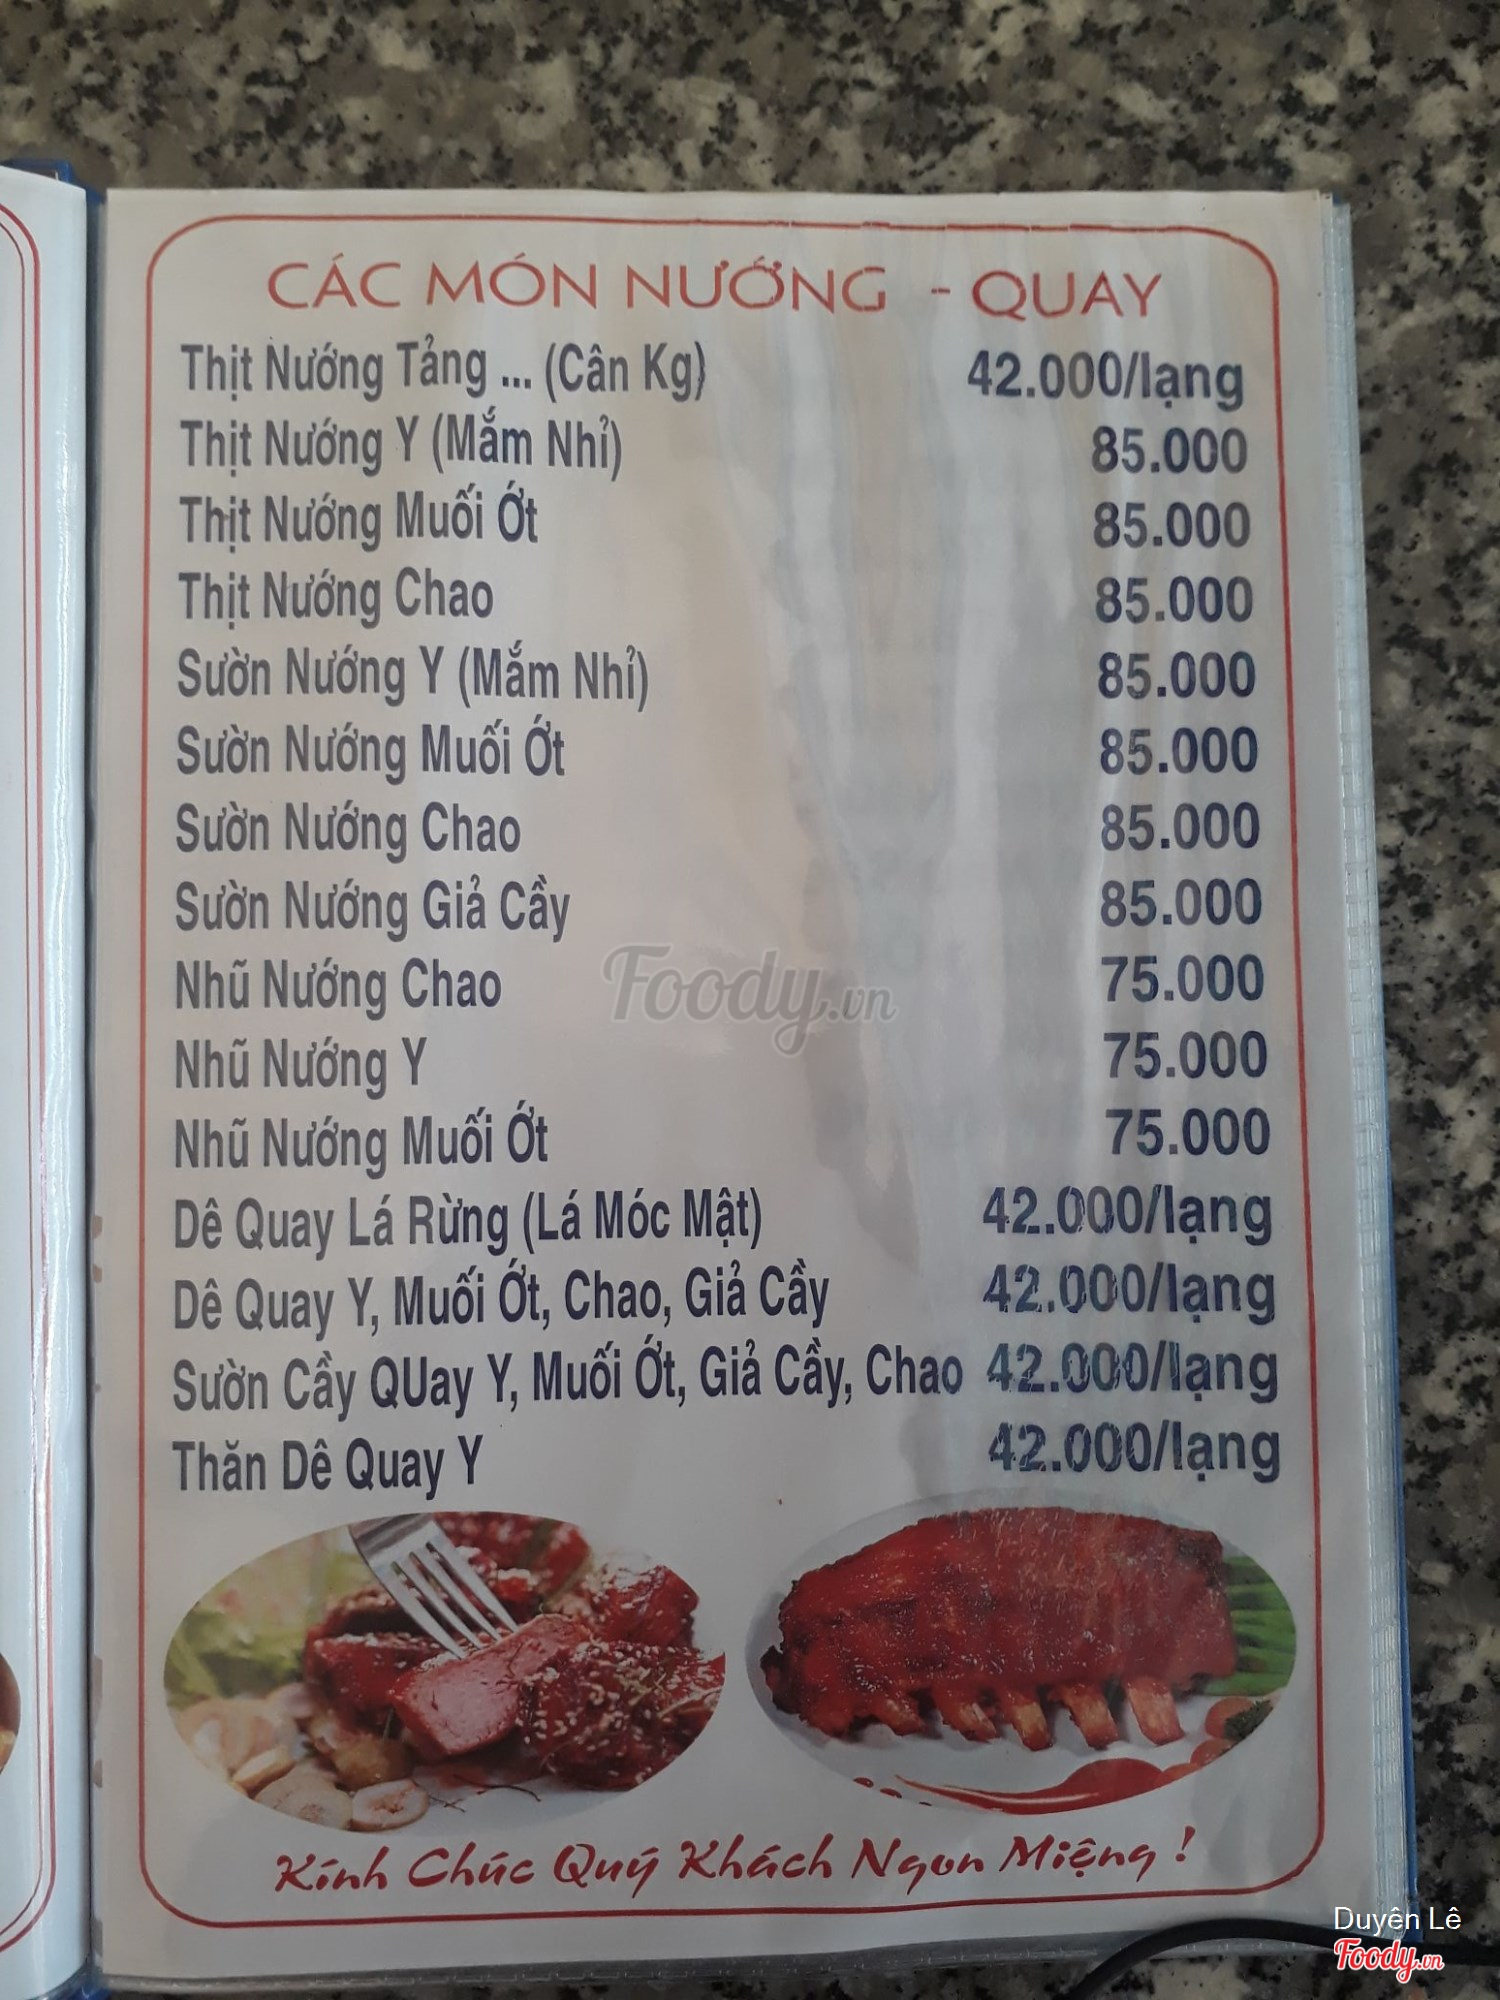 CÁC MÓN NƯỚNG - QUAY
Thịt Nướng Tảng ... (Cân Kg) 42.000/lạng
Thịt Nướng Y (Mắm Nhỉ) 85.000
Thịt Nướng Muối Ớt 85.000
Thịt Nướng Chao 85.000
Sườn Nướng Y (Mắm Nhỉ) 85.000
Sườn Nướng Muối Ớt 85.000
Sườn Nướng Chao 85.000
Sườn Nướng Giả Cầy 85.000
Nhũ Nướng Chao 75.000
Foody.vn
Nhũ Nướng Y 75.000
Nhũ Nướng Muối Ớt 75.000
Dê Quay Lá Rừng (Lá Móc Mật) 42.000/lạng
Dê Quay Y, Muối Ớt, Chao, Giả Cầy 42.000/lạng
Sườn Cầy QUay Y, Muối Ớt, Giả Cầy, Chao 42.000/lạng
Thăn Dê Quay Y 42.000/lạng
Kính Chúc Quý Khách Ngon Miệng !
Duyên Lê
Foody.vn